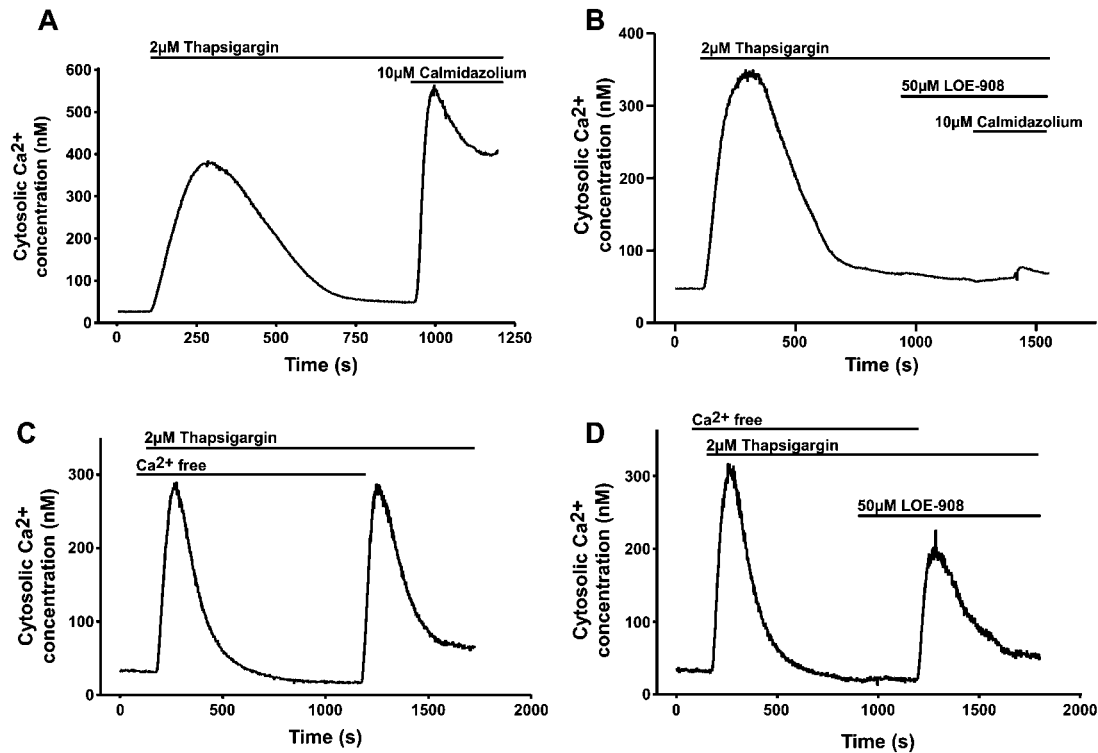 A
2µM Thapsigargin
10µM Calmidazolium
Cytosolic Ca2+
concentration (nM)
600
500
400
300
200
100
0
0 250 500 750 1000 1250
Time (s)
B
2µM Thapsigargin
50µM LOE-908
10µM Calmidazolium
Cytosolic Ca2+
concentration (nM)
400
300
200
100
0
0 500 1000 1500
Time (s)
C
2µM Thapsigargin
Ca2+ free
Cytosolic Ca2+
concentration (nM)
300
200
100
0
0 500 1000 1500 2000
Time (s)
D
Ca2+ free
2µM Thapsigargin
50µM LOE-908
Cytosolic Ca2+
concentration (nM)
300
200
100
0
0 500 1000 1500 2000
Time (s)